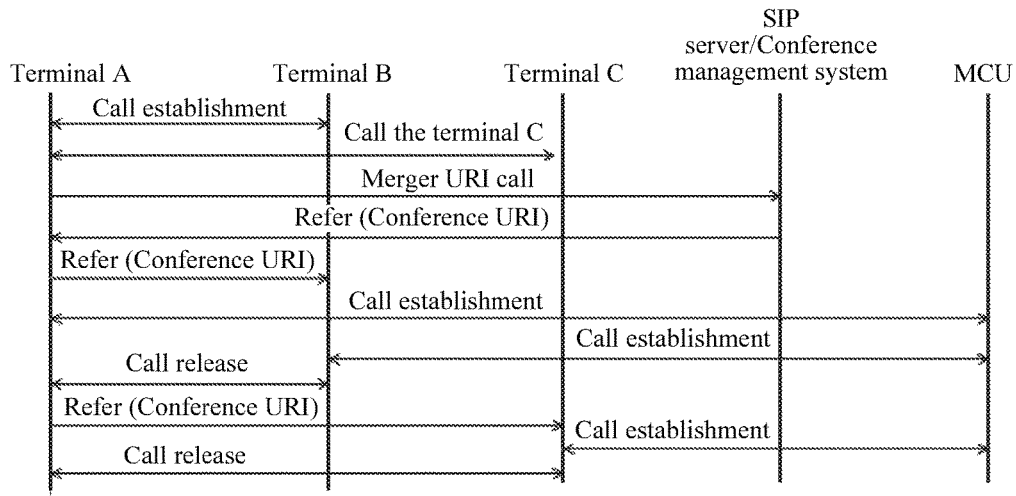 SIP
server/Conference
management system
Terminal A
Terminal B
Terminal C
MCU
Call establishment
Call the terminal C
Merger URI call
Refer (Conference URI)
Refer (Conference URI)
Call establishment
Call establishment
Call release
Refer (Conference URI)
Call establishment
Call release